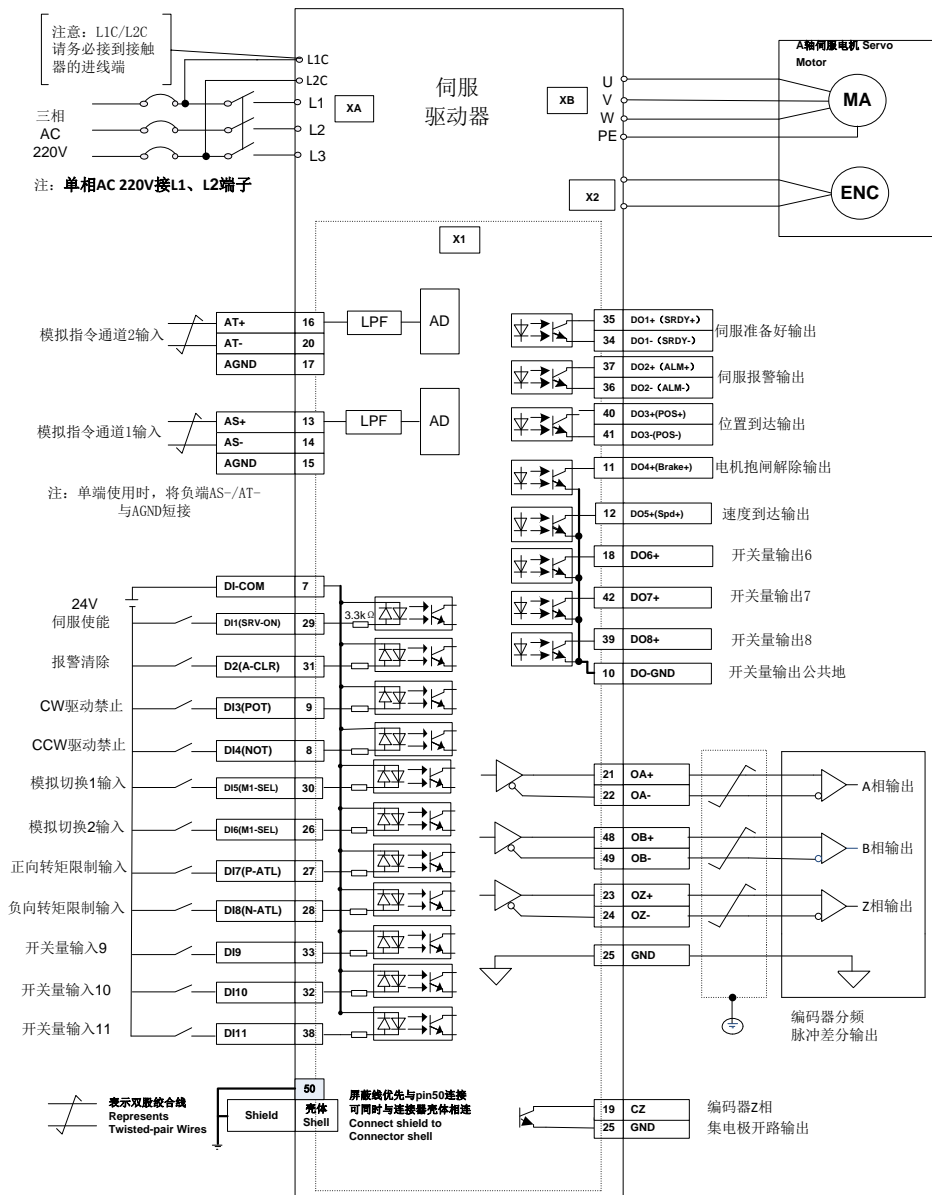 注意：L1C/L2C
请务必接到接触
器的进线端
L1C
L2C
L1
L2
L3
XA
三相
AC
220V
注：单相AC 220V接L1、L2端子
伺服
驱动器
XB
U
V
W
PE
A轴伺服电机 Servo
Motor
MA
X2
ENC
X1
模拟指令通道2输入
AT+ 16
AT- 20
AGND 17
LPF
AD
模拟指令通道1输入
AS+ 13
AS- 14
AGND 15
LPF
AD
注：单端使用时，将负端AS-/AT-
与AGND短接
35 DO1+（SRDY+）
34 DO1-（SRDY-）
伺服准备好输出
37 DO2+（ALM+）
36 DO2-（ALM-）
伺服报警输出
40 DO3+(POS+)
41 DO3-(POS-)
位置到达输出
11 DO4+(Brake+) 电机抱闸解除输出
12 DO5+(Spd+) 速度到达输出
18 DO6+ 开关量输出6
42 DO7+ 开关量输出7
39 DO8+ 开关量输出8
10 DO-GND 开关量输出公共地
24V
DI-COM 7
3.3kΩ
伺服使能 DI1(SRV-ON) 29
报警清除 D2(A-CLR) 31
CW驱动禁止 DI3(POT) 9
CCW驱动禁止 DI4(NOT) 8
模拟切换1输入 DI5(M1-SEL) 30
模拟切换2输入 DI6(M1-SEL) 26
正向转矩限制输入 DI7(P-ATL) 27
负向转矩限制输入 DI8(N-ATL) 28
开关量输入9 DI9 33
开关量输入10 DI10 32
开关量输入11 DI11 38
21 OA+
22 OA-
A相输出
48 OB+
49 OB-
B相输出
23 OZ+
24 OZ-
Z相输出
25 GND
编码器分频
脉冲差分输出
19 CZ
25 GND
编码器Z相
集电极开路输出
表示双股绞合线
Represents
Twisted-pair Wires
50
Shield
壳体
Shell
屏蔽线优先与pin50连接
可同时与连接器壳体相连
Connect shield to
Connector shell